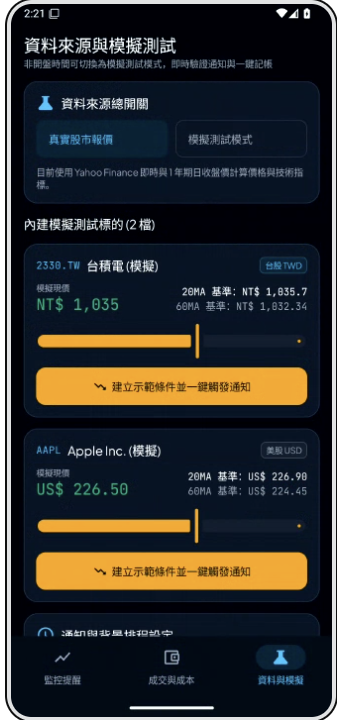 2:21
資料來源與模擬測試
非開盤時間可切換為模擬測試模式，即時驗證通知與一鍵記帳
資料來源總開關
真實股市報價
模擬測試模式
目前使用 Yahoo Finance 即時與1年期日收盤價計算價格與技術指
標。
內建模擬測試標的 (2 檔)
2330.TW 台積電 (模擬)
台股 TWD
模擬現價
NT$ 1,035
20MA 基準: NT$ 1,035.7
60MA 基準: NT$ 1,032.34
建立示範條件並一鍵觸發通知
AAPL Apple Inc. (模擬)
美股 USD
模擬現價
US$ 226.50
20MA 基準: US$ 226.90
60MA 基準: US$ 224.45
建立示範條件並一鍵觸發通知
通知與背景排程設定
監控提醒
成交與成本
資料與模擬